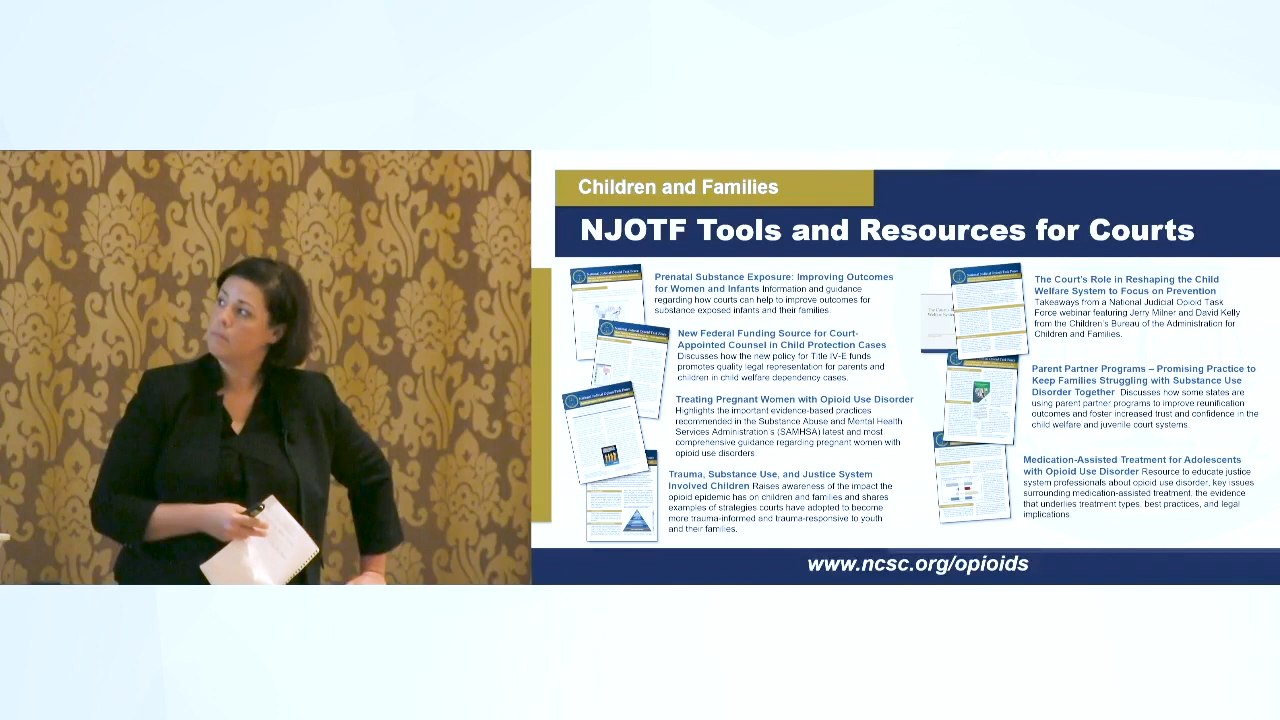 Children and Families
NJOTF Tools and Resources for Courts
Prenatal Substance Exposure: Improving Outcomes
for Women and Infants Information and guidance
regarding how courts can help to improve outcomes for
substance exposed infants and their families.
New Federal Funding Source for Court-
Appointed Counsel in Child Protection Cases
Discusses how the new policy for Title IV-E funds
promotes quality legal representation for parents and
children in child welfare dependency cases.
Treating Pregnant Women with Opioid Use Disorder
Highlights the important evidence-based practices
recommended in the Substance Abuse and Mental Health
Services Administration's (SAMHSA) latest and most
comprehensive guidance regarding pregnant women with
opioid use disorders.
Trauma, Substance Use, and Justice System
Involved Children Raises awareness of the impact the
opioid epidemic has on children and families and offers
examples of strategies courts have adopted to become
more trauma-informed and trauma-responsive to youth
and their families.
The Court's Role in Reshaping the Child
Welfare System to Focus on Prevention
Takeaways from a National Judicial Opioid Task
Force webinar featuring Jerry Milner and David Kelly
from the Children's Bureau of the Administration for
Children and Families.
Parent Partner Programs – Promising Practice to
Keep Families Struggling with Substance Use
Disorder Together Discusses how some states are
using parent partner programs to improve reunification
outcomes and foster increased trust and confidence in the
child welfare and juvenile court systems.
Medication-Assisted Treatment for Adolescents
with Opioid Use Disorder Resource to educate justice
system professionals about opioid use disorder, key issues
surrounding medication-assisted treatment, the evidence
that underlies treatment types, best practices, and legal
implications.
www.ncsc.org/opioids